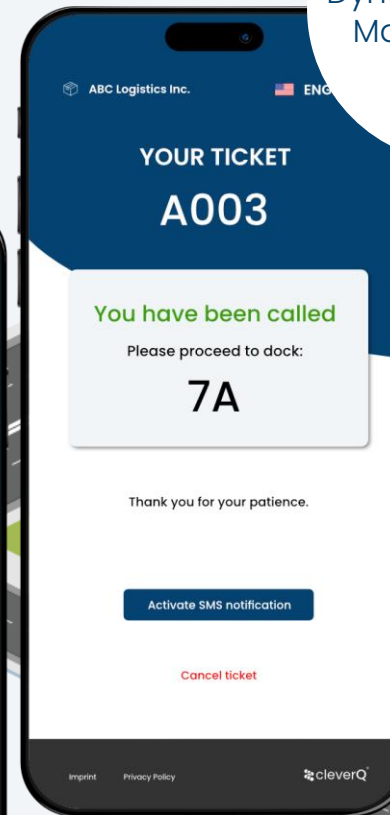 ABC Logistics Inc.
YOUR TICKET
A003
You have been called
Please proceed to dock:
7A
Thank you for your patience.
Activate SMS notification
Cancel ticket
Imprint Privacy Policy cleverQ